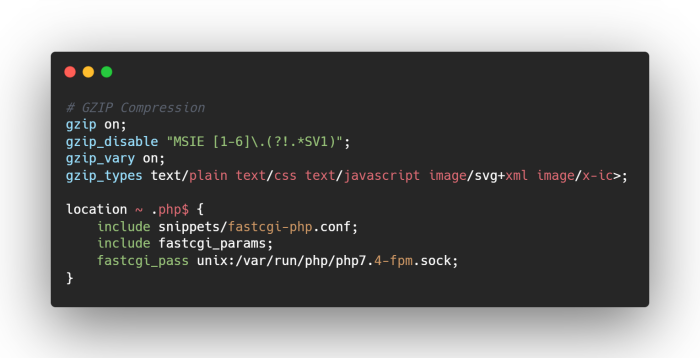 # GZIP Compression
gzip on;
gzip_disable "MSIE [1-6]\.(?!.*SV1)";
gzip_vary on;
gzip_types text/plain text/css text/javascript image/svg+xml image/x-ic>;
location ~ .php$ {
include snippets/fastcgi-php.conf;
include fastcgi_params;
fastcgi_pass unix:/var/run/php/php7.4-fpm.sock;
}